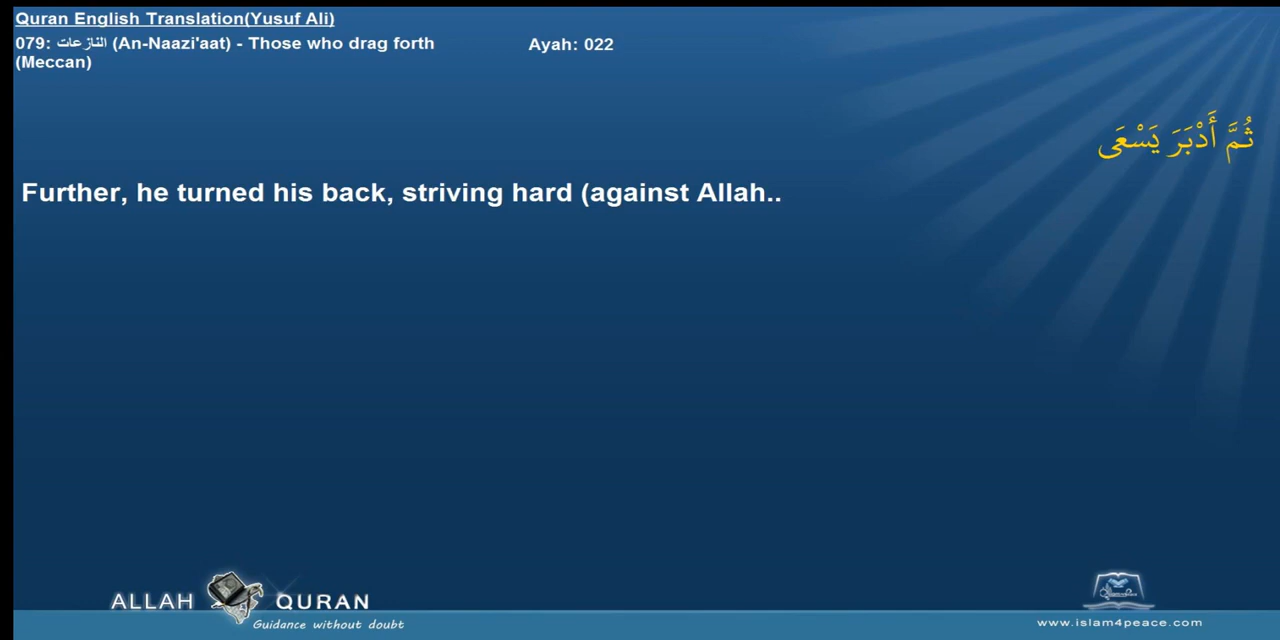 Quran English Translation(Yusuf Ali)
079: النازعات (An-Naazi'aat) - Those who drag forth
(Meccan)
Ayah: 022
ثُمَّ أَدْبَرَ يَسْعَى
Further, he turned his back, striving hard (against Allah..
ALLAH QURAN
Guidance without doubt
www.islam4peace.com